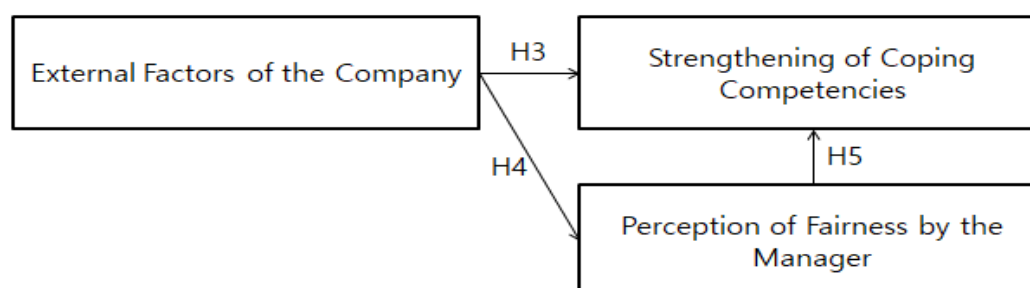 External Factors of the Company
H3
Strengthening of Coping
Competencies
H4
H5
Perception of Fairness by the
Manager